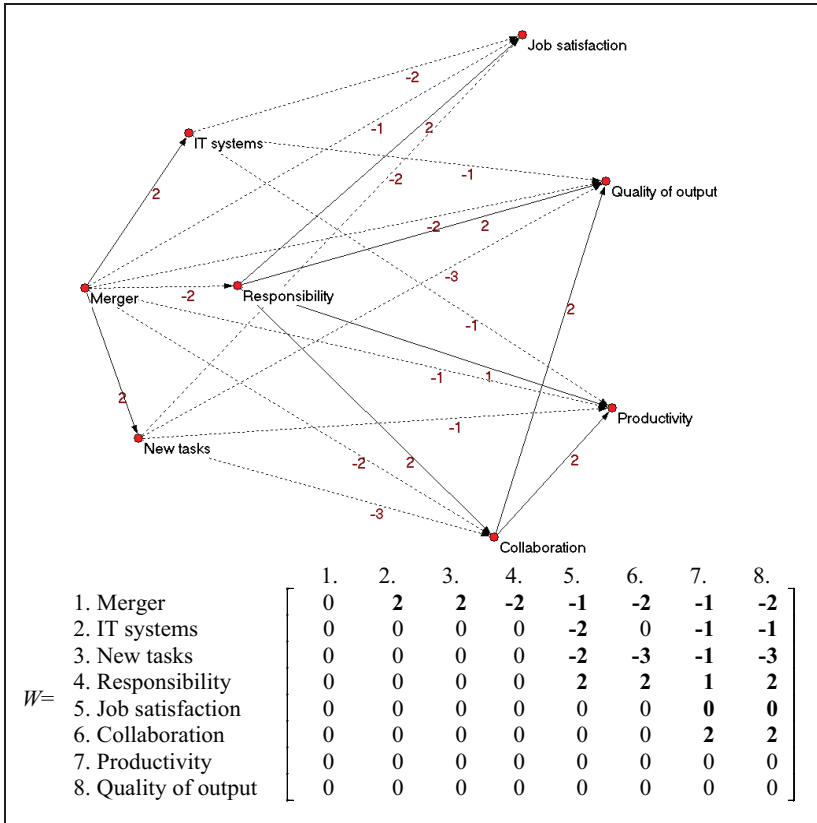 Job satisfaction
-2
-1
2
IT systems
-1
-2
2
Quality of output
-2
2
-3
Merger
-2
Responsibility
2
-1
-1
1
2
Productivity
-1
New tasks
-2
2
2
-3
Collaboration
1. 2. 3. 4. 5. 6. 7. 8.
1. Merger 0 2 2 -2 -1 -2 -1 -2
2. IT systems 0 0 0 0 -2 0 -1 -1
3. New tasks 0 0 0 0 -2 -3 -1 -3
4. Responsibility 0 0 0 0 2 2 1 2
W= 5. Job satisfaction 0 0 0 0 0 0 0 0
6. Collaboration 0 0 0 0 0 0 2 2
7. Productivity 0 0 0 0 0 0 0 0
8. Quality of output 0 0 0 0 0 0 0 0